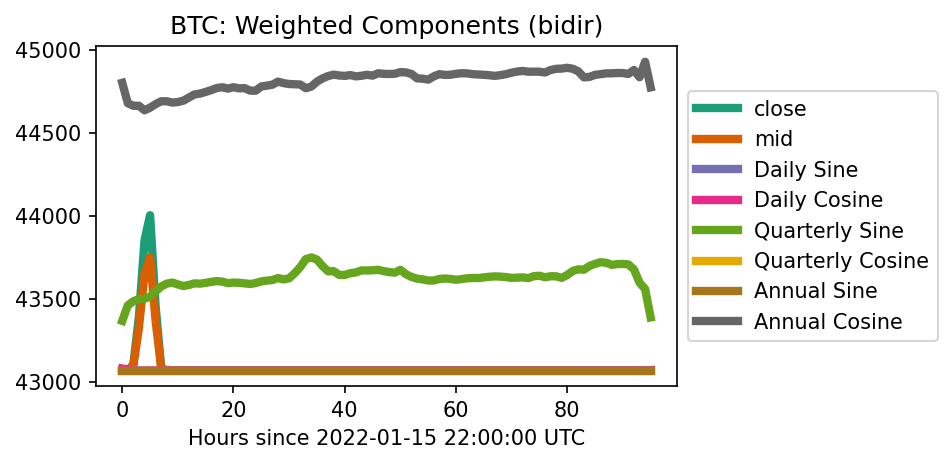 BTC: Weighted Components (bidir)
45000
44500
44000
43500
43000
0 20 40 60 80
Hours since 2022-01-15 22:00:00 UTC
close
mid
Daily Sine
Daily Cosine
Quarterly Sine
Quarterly Cosine
Annual Sine
Annual Cosine